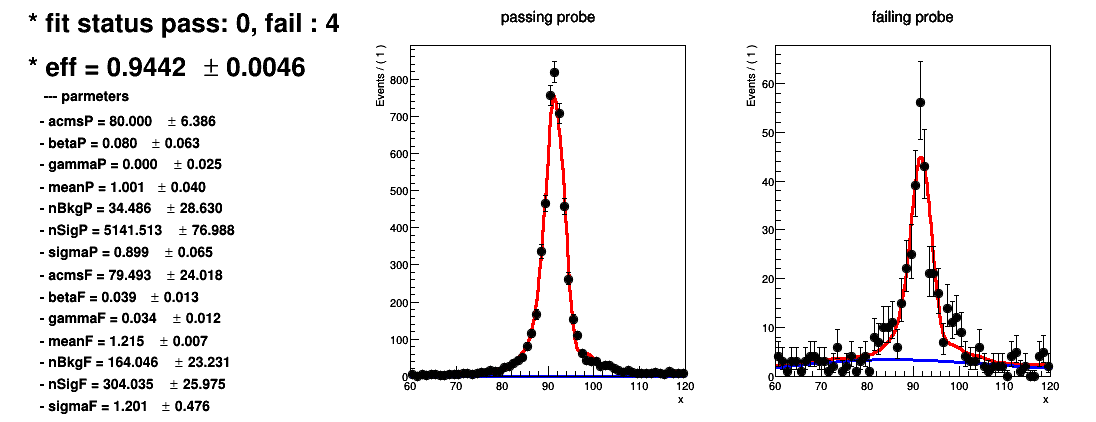 * fit status pass: 0, fail : 4
* eff = 0.9442 ± 0.0046
--- parmeters
- acmsP = 80.000 ± 6.386
- betaP = 0.080 ± 0.063
- gammaP = 0.000 ± 0.025
- meanP = 1.001 ± 0.040
- nBkgP = 34.486 ± 28.630
- nSigP = 5141.513 ± 76.988
- sigmaP = 0.899 ± 0.065
- acmsF = 79.493 ± 24.018
- betaF = 0.039 ± 0.013
- gammaF = 0.034 ± 0.012
- meanF = 1.215 ± 0.007
- nBkgF = 164.046 ± 23.231
- nSigF = 304.035 ± 25.975
- sigmaF = 1.201 ± 0.476
passing probe
Events / ( 1 )
800
700
600
500
400
300
200
100
0
60 70 80 90 100 110 120
x
failing probe
Events / ( 1 )
60
50
40
30
20
10
0
60 70 80 90 100 110 120
x